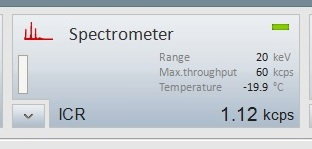 Spectrometer
Range 20 keV
Max.throughput 60 kcps
Temperature -19.9 °C
ICR 1.12 kcps